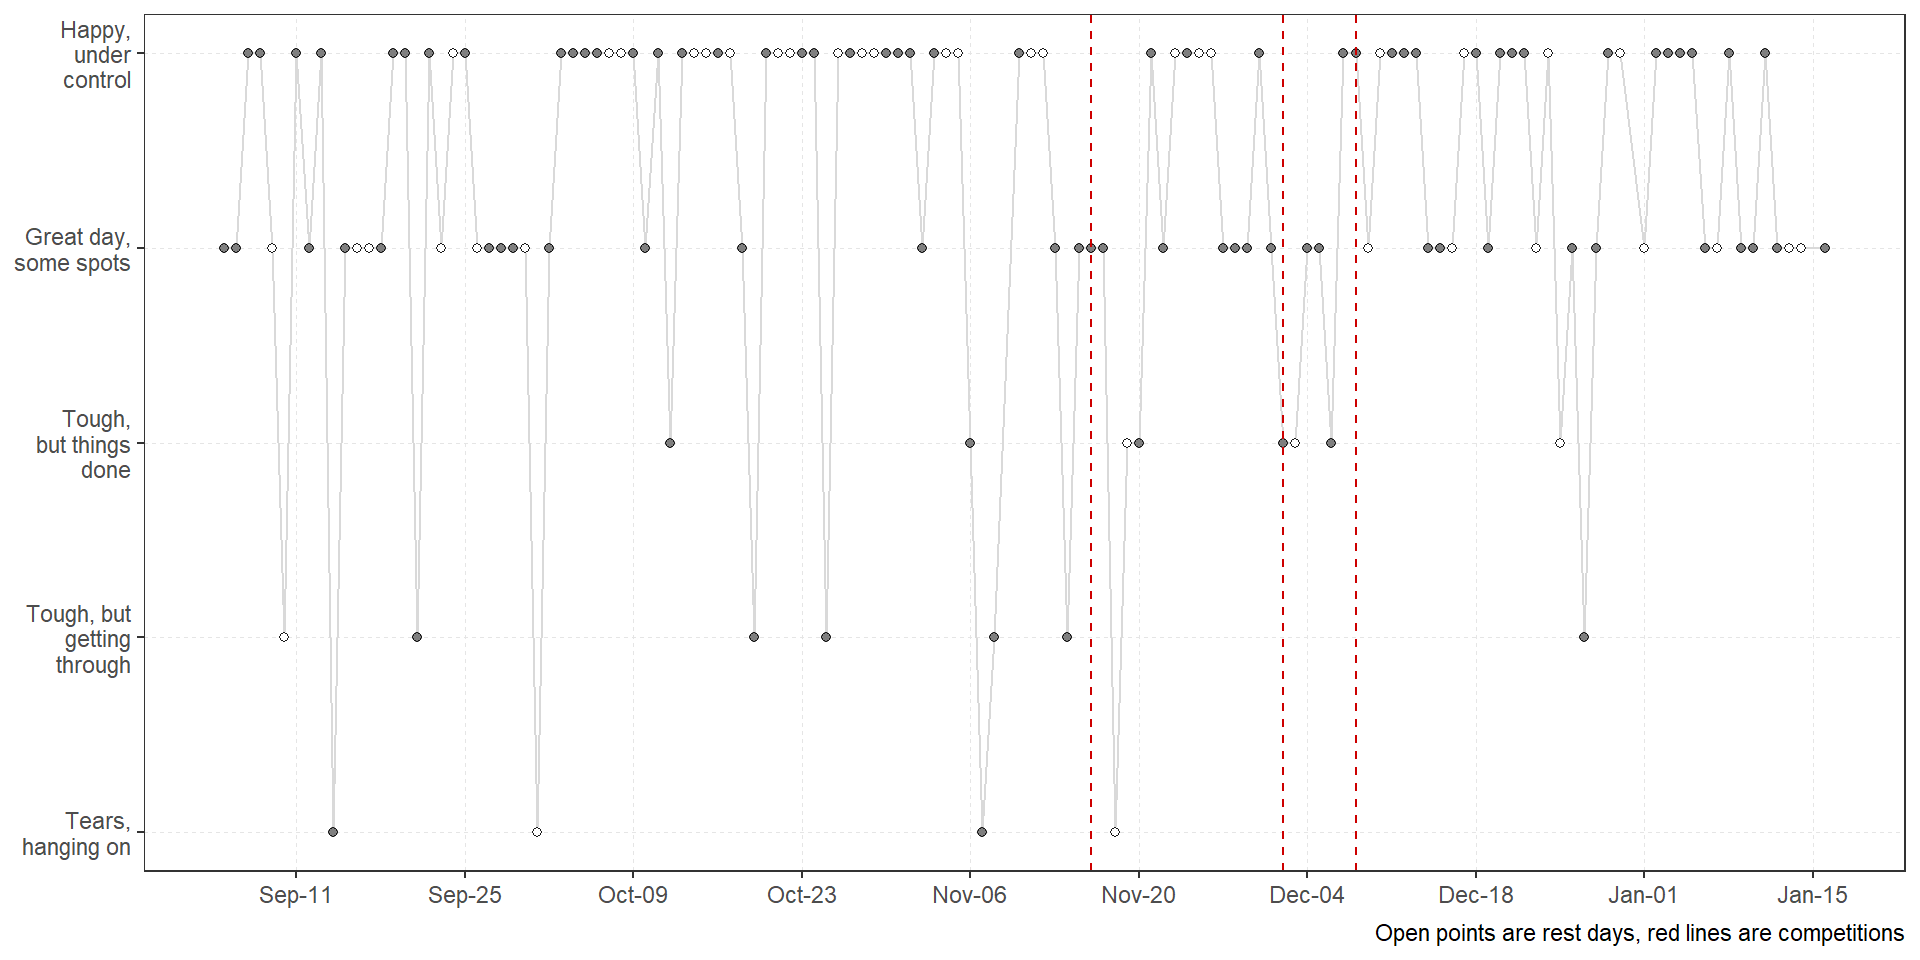 Happy,
under
control
Great day,
some spots
Tough,
but things
done
Tough, but
getting
through
Tears,
hanging on
Sep-11
Sep-25
Oct-09
Oct-23
Nov-06
Nov-20
Dec-04
Dec-18
Jan-01
Jan-15
Open points are rest days, red lines are competitions